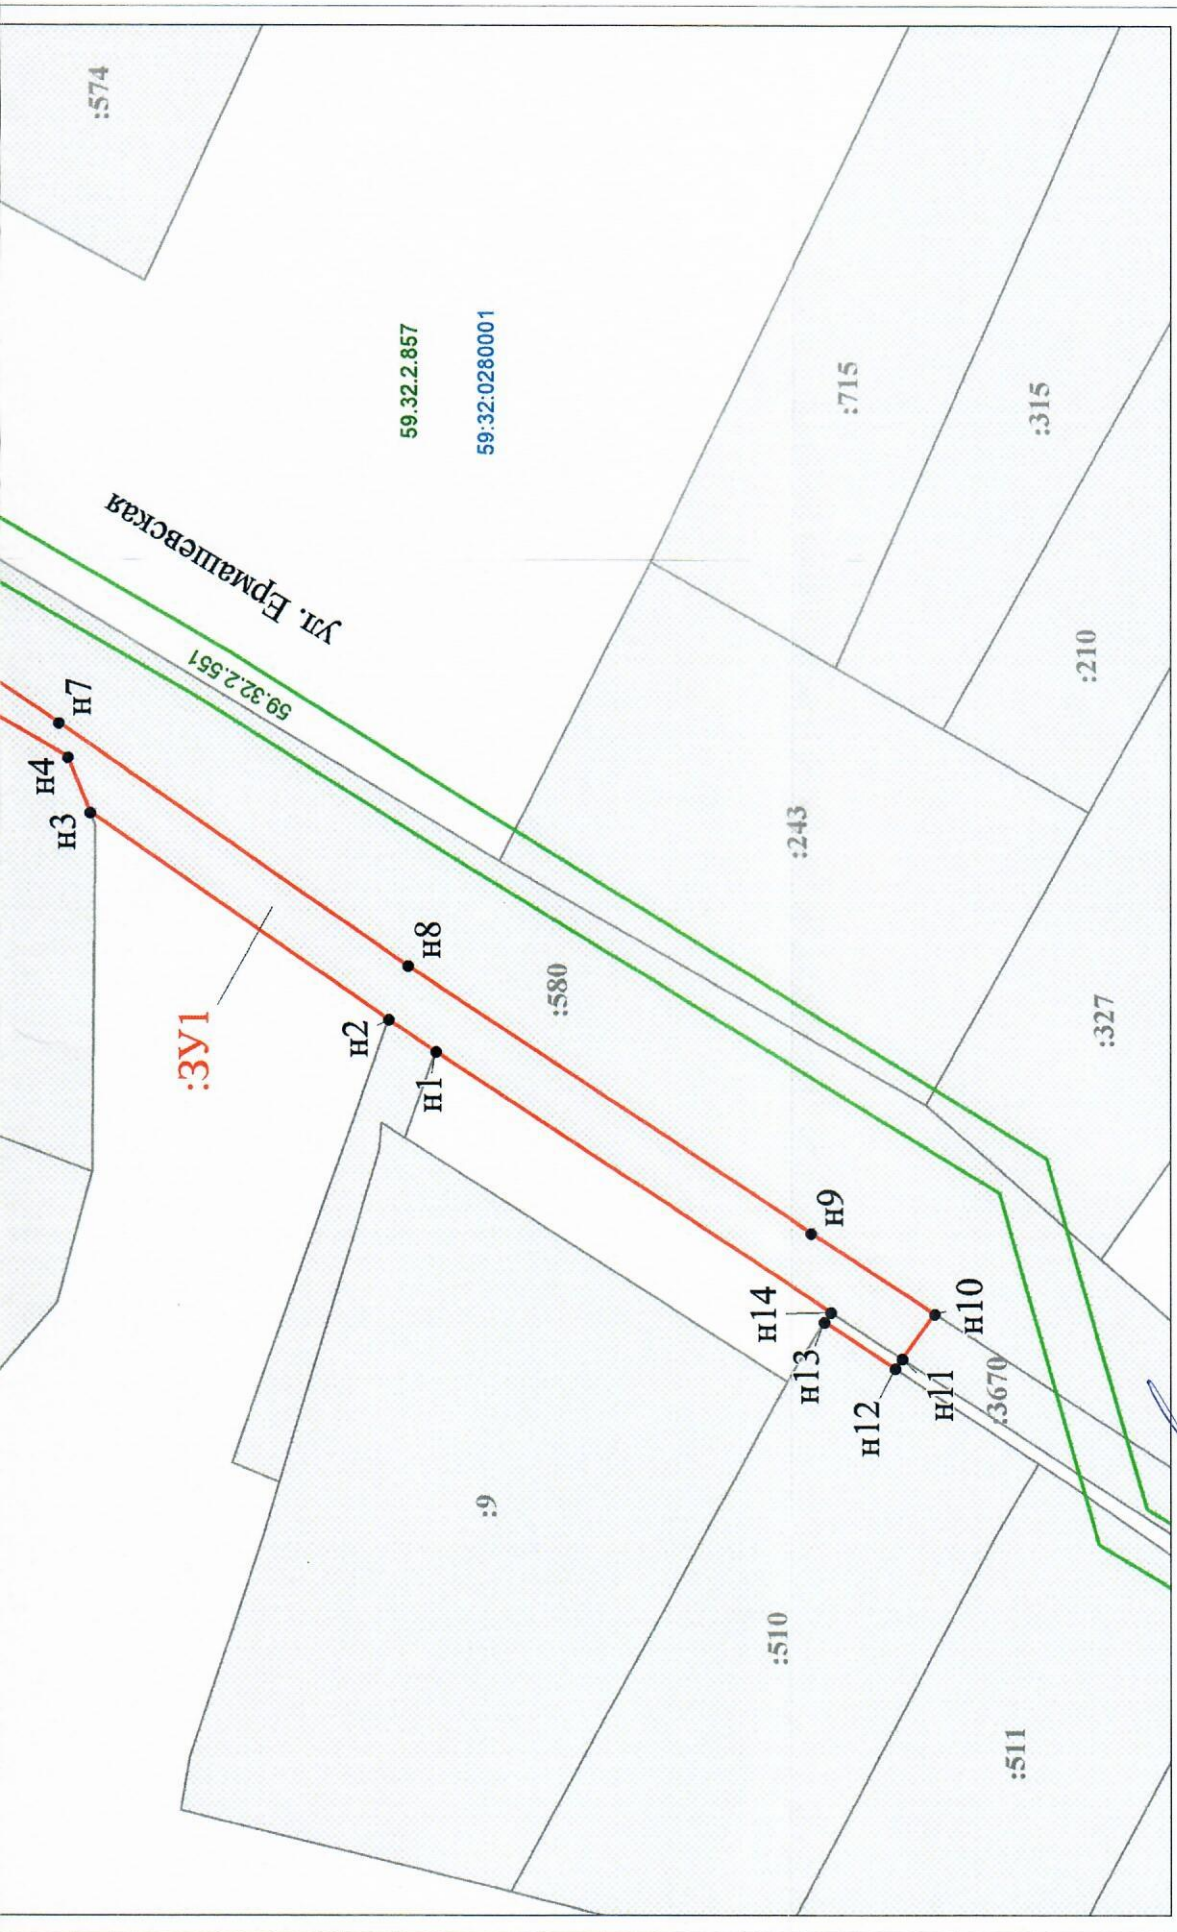 :574
59.32.2.857
59:32:0280001
ул. Ермашевская
59.32.2.551
:715
:315
:210
:243
:327
н7
н4
н3
:ЗУ1
н8
н2
н1
:580
н9
н14
н13
н10
н11
н12
:3670
:9
:510
:511